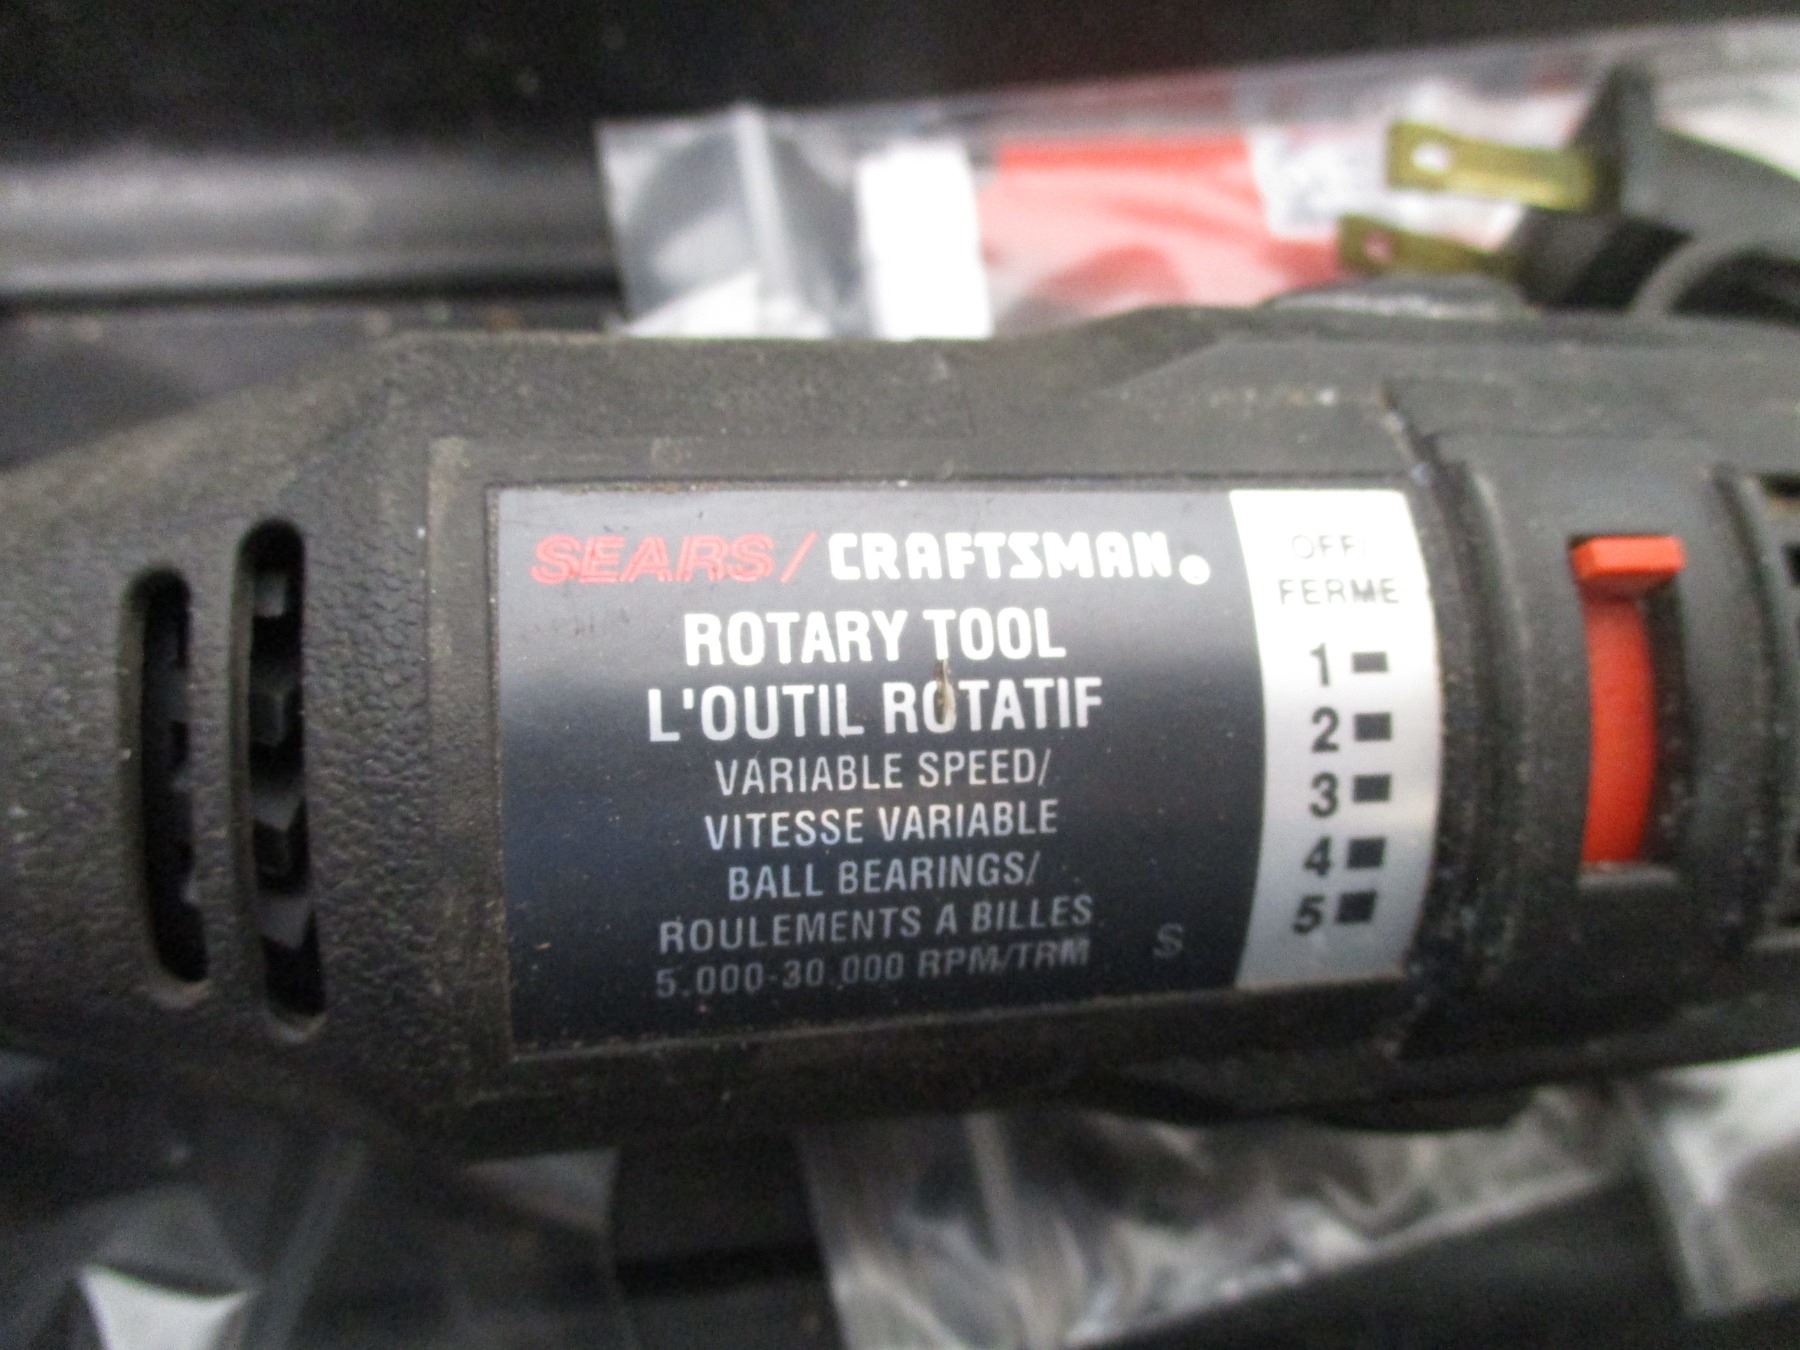 SEARS/CRAFTSMAN®
ROTARY TOOL
L'OUTIL ROTATIF
VARIABLE SPEED/
VITESSE VARIABLE
BALL BEARINGS/
ROULEMENTS A BILLES
5,000-30,000 RPM/TRM
S
OFF/
FERME
1
2
3
4
5